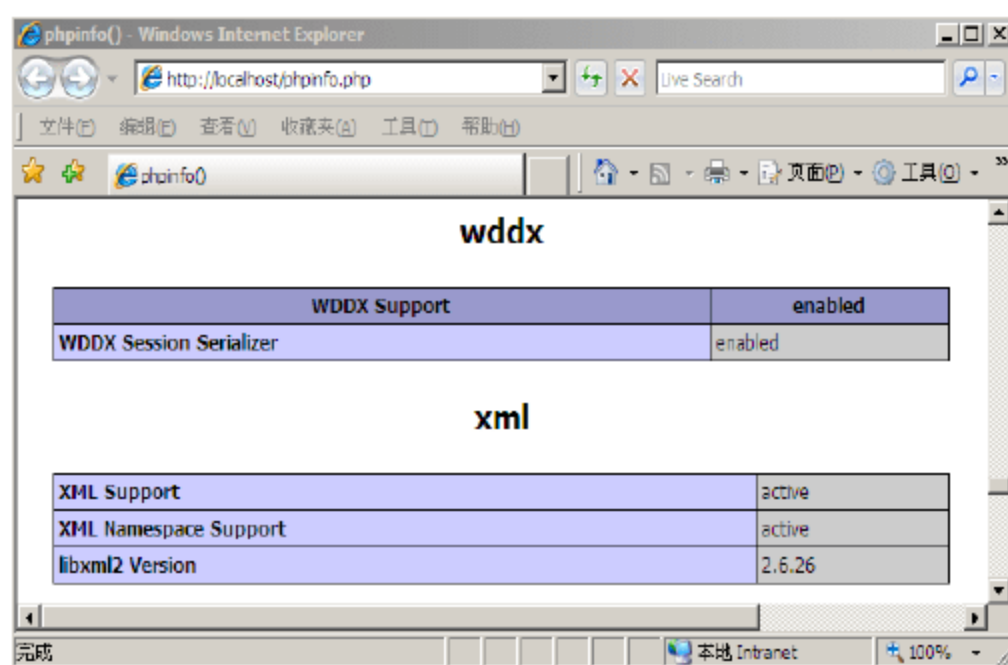 phpinfo() - Windows Internet Explorer
http://localhost/phpinfo.php Live Search
文件(F) 编辑(E) 查看(V) 收藏夹(A) 工具(T) 帮助(H)
phpinfo() 页面(P) 工具(O) »
wddx
WDDX Support enabled
WDDX Session Serializer enabled
xml
XML Support active
XML Namespace Support active
libxml2 Version 2.6.26
完成 本地 Intranet 100%